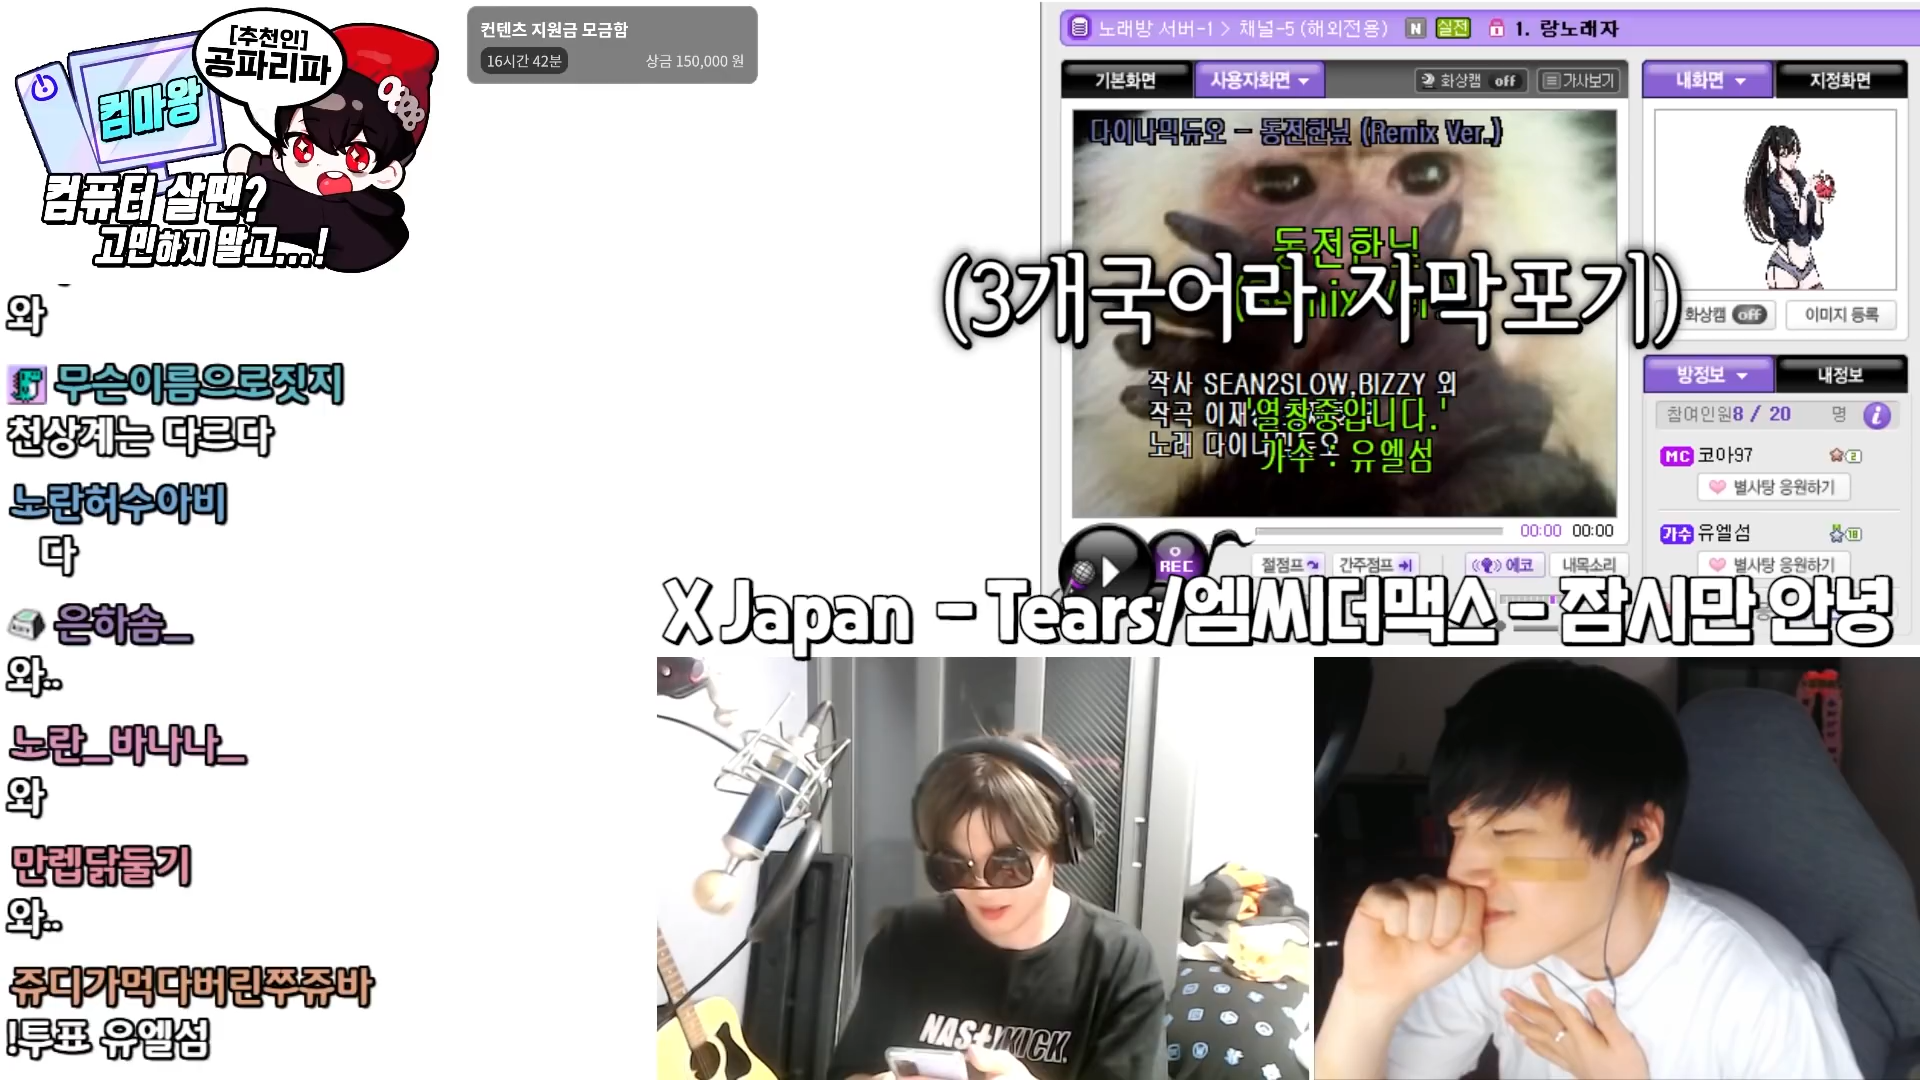 [추천인]
공파리파
컴마왕
컴퓨터 살땐?
고민하지 말고...!
컨텐츠 지원금 모금함
16시간 42분
상금 150,000 원
와
무슨이름으로짓지
천상계는 다르다
노란허수아비
다
은하솜_
와..
노란_바나나_
와
만렙닭둘기
와..
쥬디가먹다버린쭈쥬바
!투표 유엘섬
노래방 서버-1 > 채널-5 (해외전용)
N 실전 1. 랑노래자
기본화면
사용자화면
화상캠 off
가사보기
내화면
지정화면
다이나믹듀오 - 동전한닢 (Remix Ver.)
동전한닢
(3개국어라 자막포기)
작사 SEAN2SLOW,BIZZY 외
작곡
'열창중입니다.'
노래 다이나믹듀오
가수 : 유엘섬
화상캠 off
이미지 등록
방정보
내정보
참여인원8 / 20 명
MC 코아97
2
별사탕 응원하기
가수 유엘섬
18
별사탕 응원하기
00:00 00:00
REC
절점프
간주점프
에코
내목소리
X Japan - Tears/엠씨더맥스 - 잠시만 안녕
NASTYKICK.